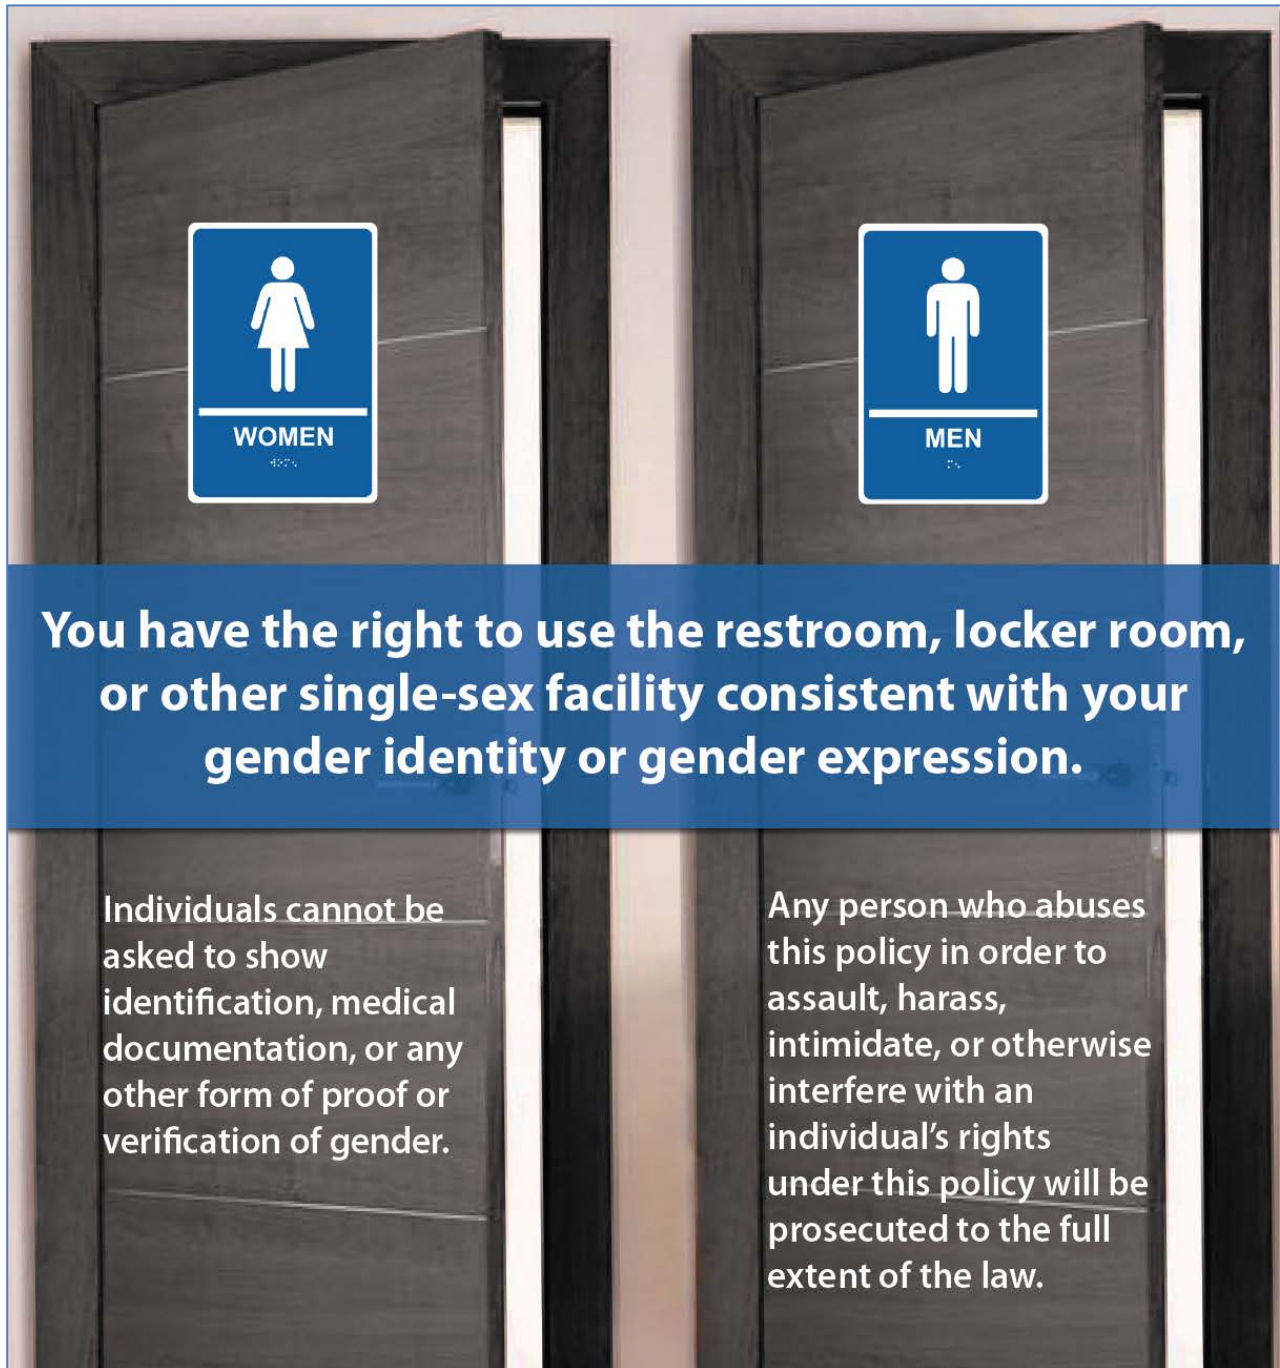 WOMEN
MEN
You have the right to use the restroom, locker room,
or other single-sex facility consistent with your
gender identity or gender expression.
Individuals cannot be
asked to show
identification, medical
documentation, or any
other form of proof or
verification of gender.
Any person who abuses
this policy in order to
assault, harass,
intimidate, or otherwise
interfere with an
individual’s rights
under this policy will be
prosecuted to the full
extent of the law.